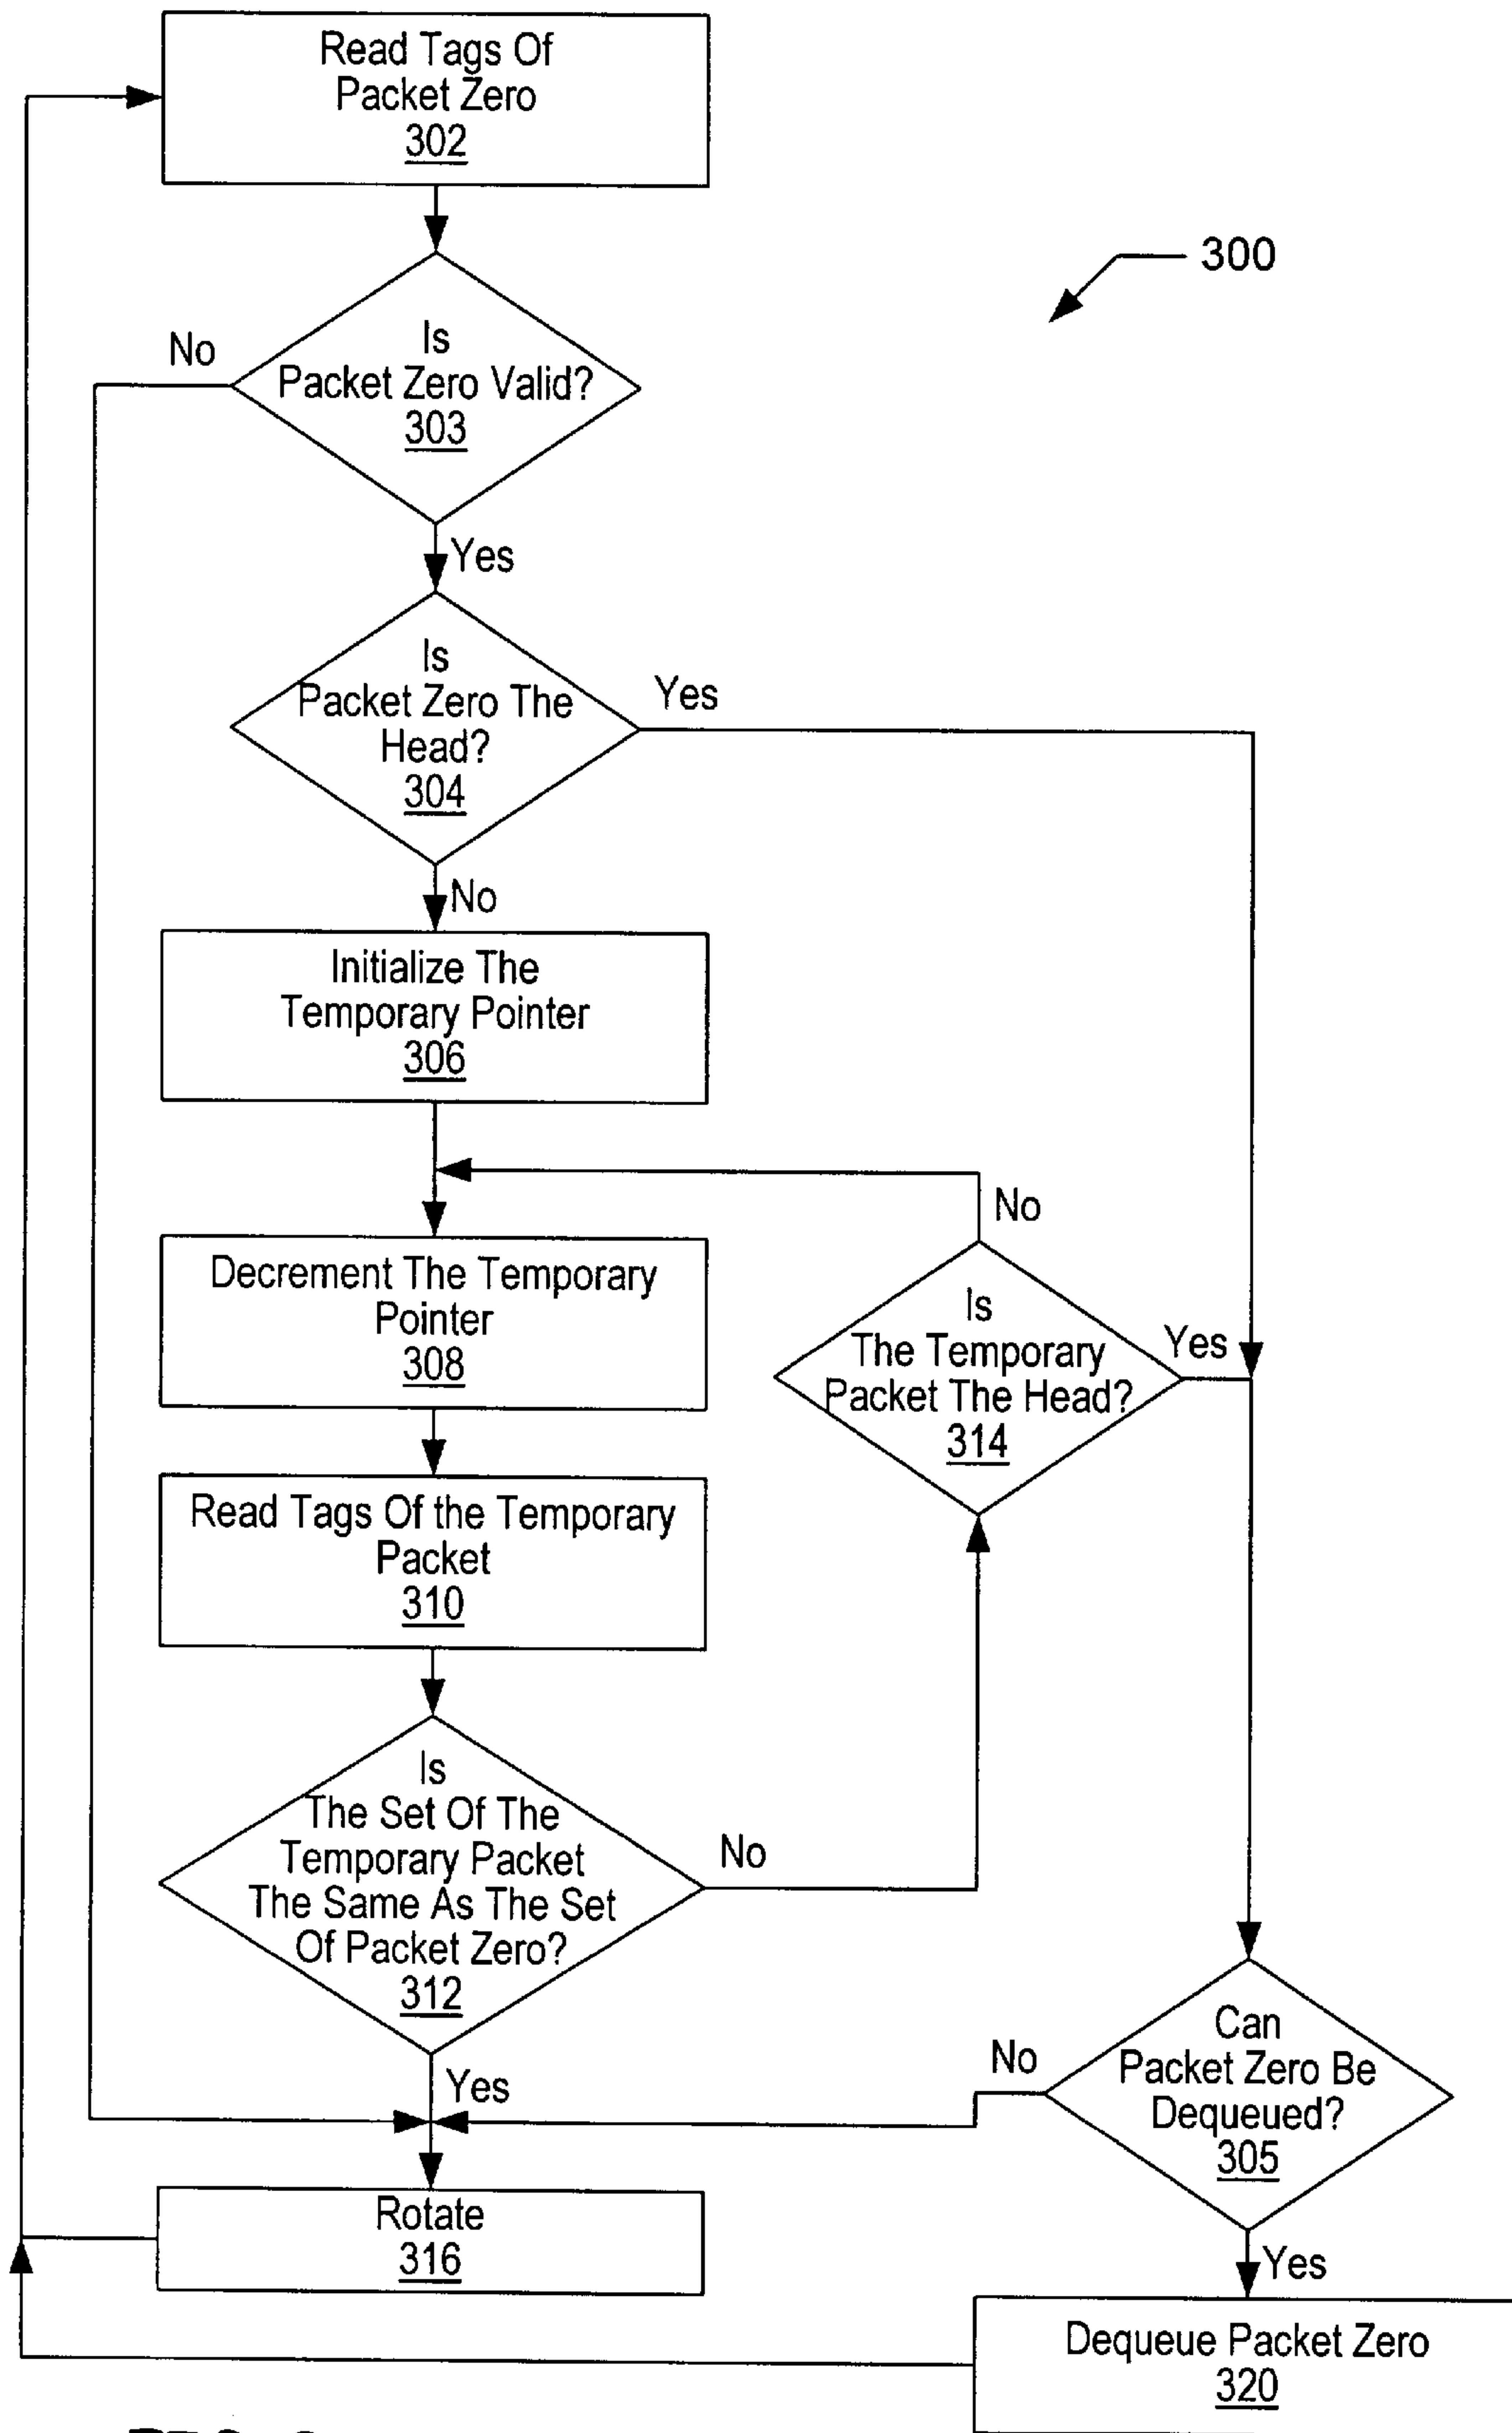 Read Tags Of
Packet Zero
302
300
Is
Packet Zero Valid?
303
No
Yes
Is
Packet Zero The
Head?
304
Yes
No
Initialize The
Temporary Pointer
306
No
Decrement The Temporary
Pointer
308
Is
The Temporary
Packet The Head?
314
Yes
Read Tags Of the Temporary
Packet
310
Is
The Set Of The
Temporary Packet
The Same As The Set
Of Packet Zero?
312
No
Yes
Can
Packet Zero Be
Dequeued?
305
No
Yes
Rotate
316
Dequeue Packet Zero
320